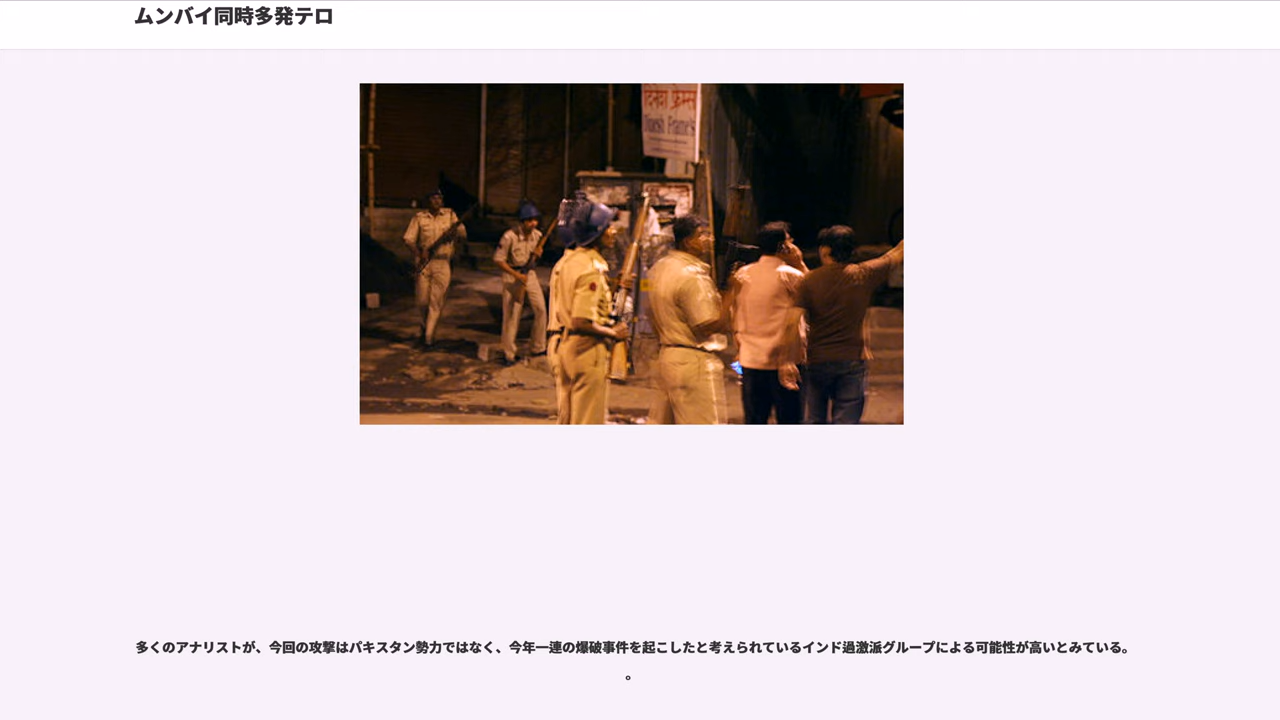 ムンバイ同時多発テロ
दिनेश फ्रेम्स
Dinesh Frames
多くのアナリストが、今回の攻撃はパキスタン勢力ではなく、今年一連の爆破事件を起こしたと考えられているインド過激派グループによる可能性が高いとみている。
。